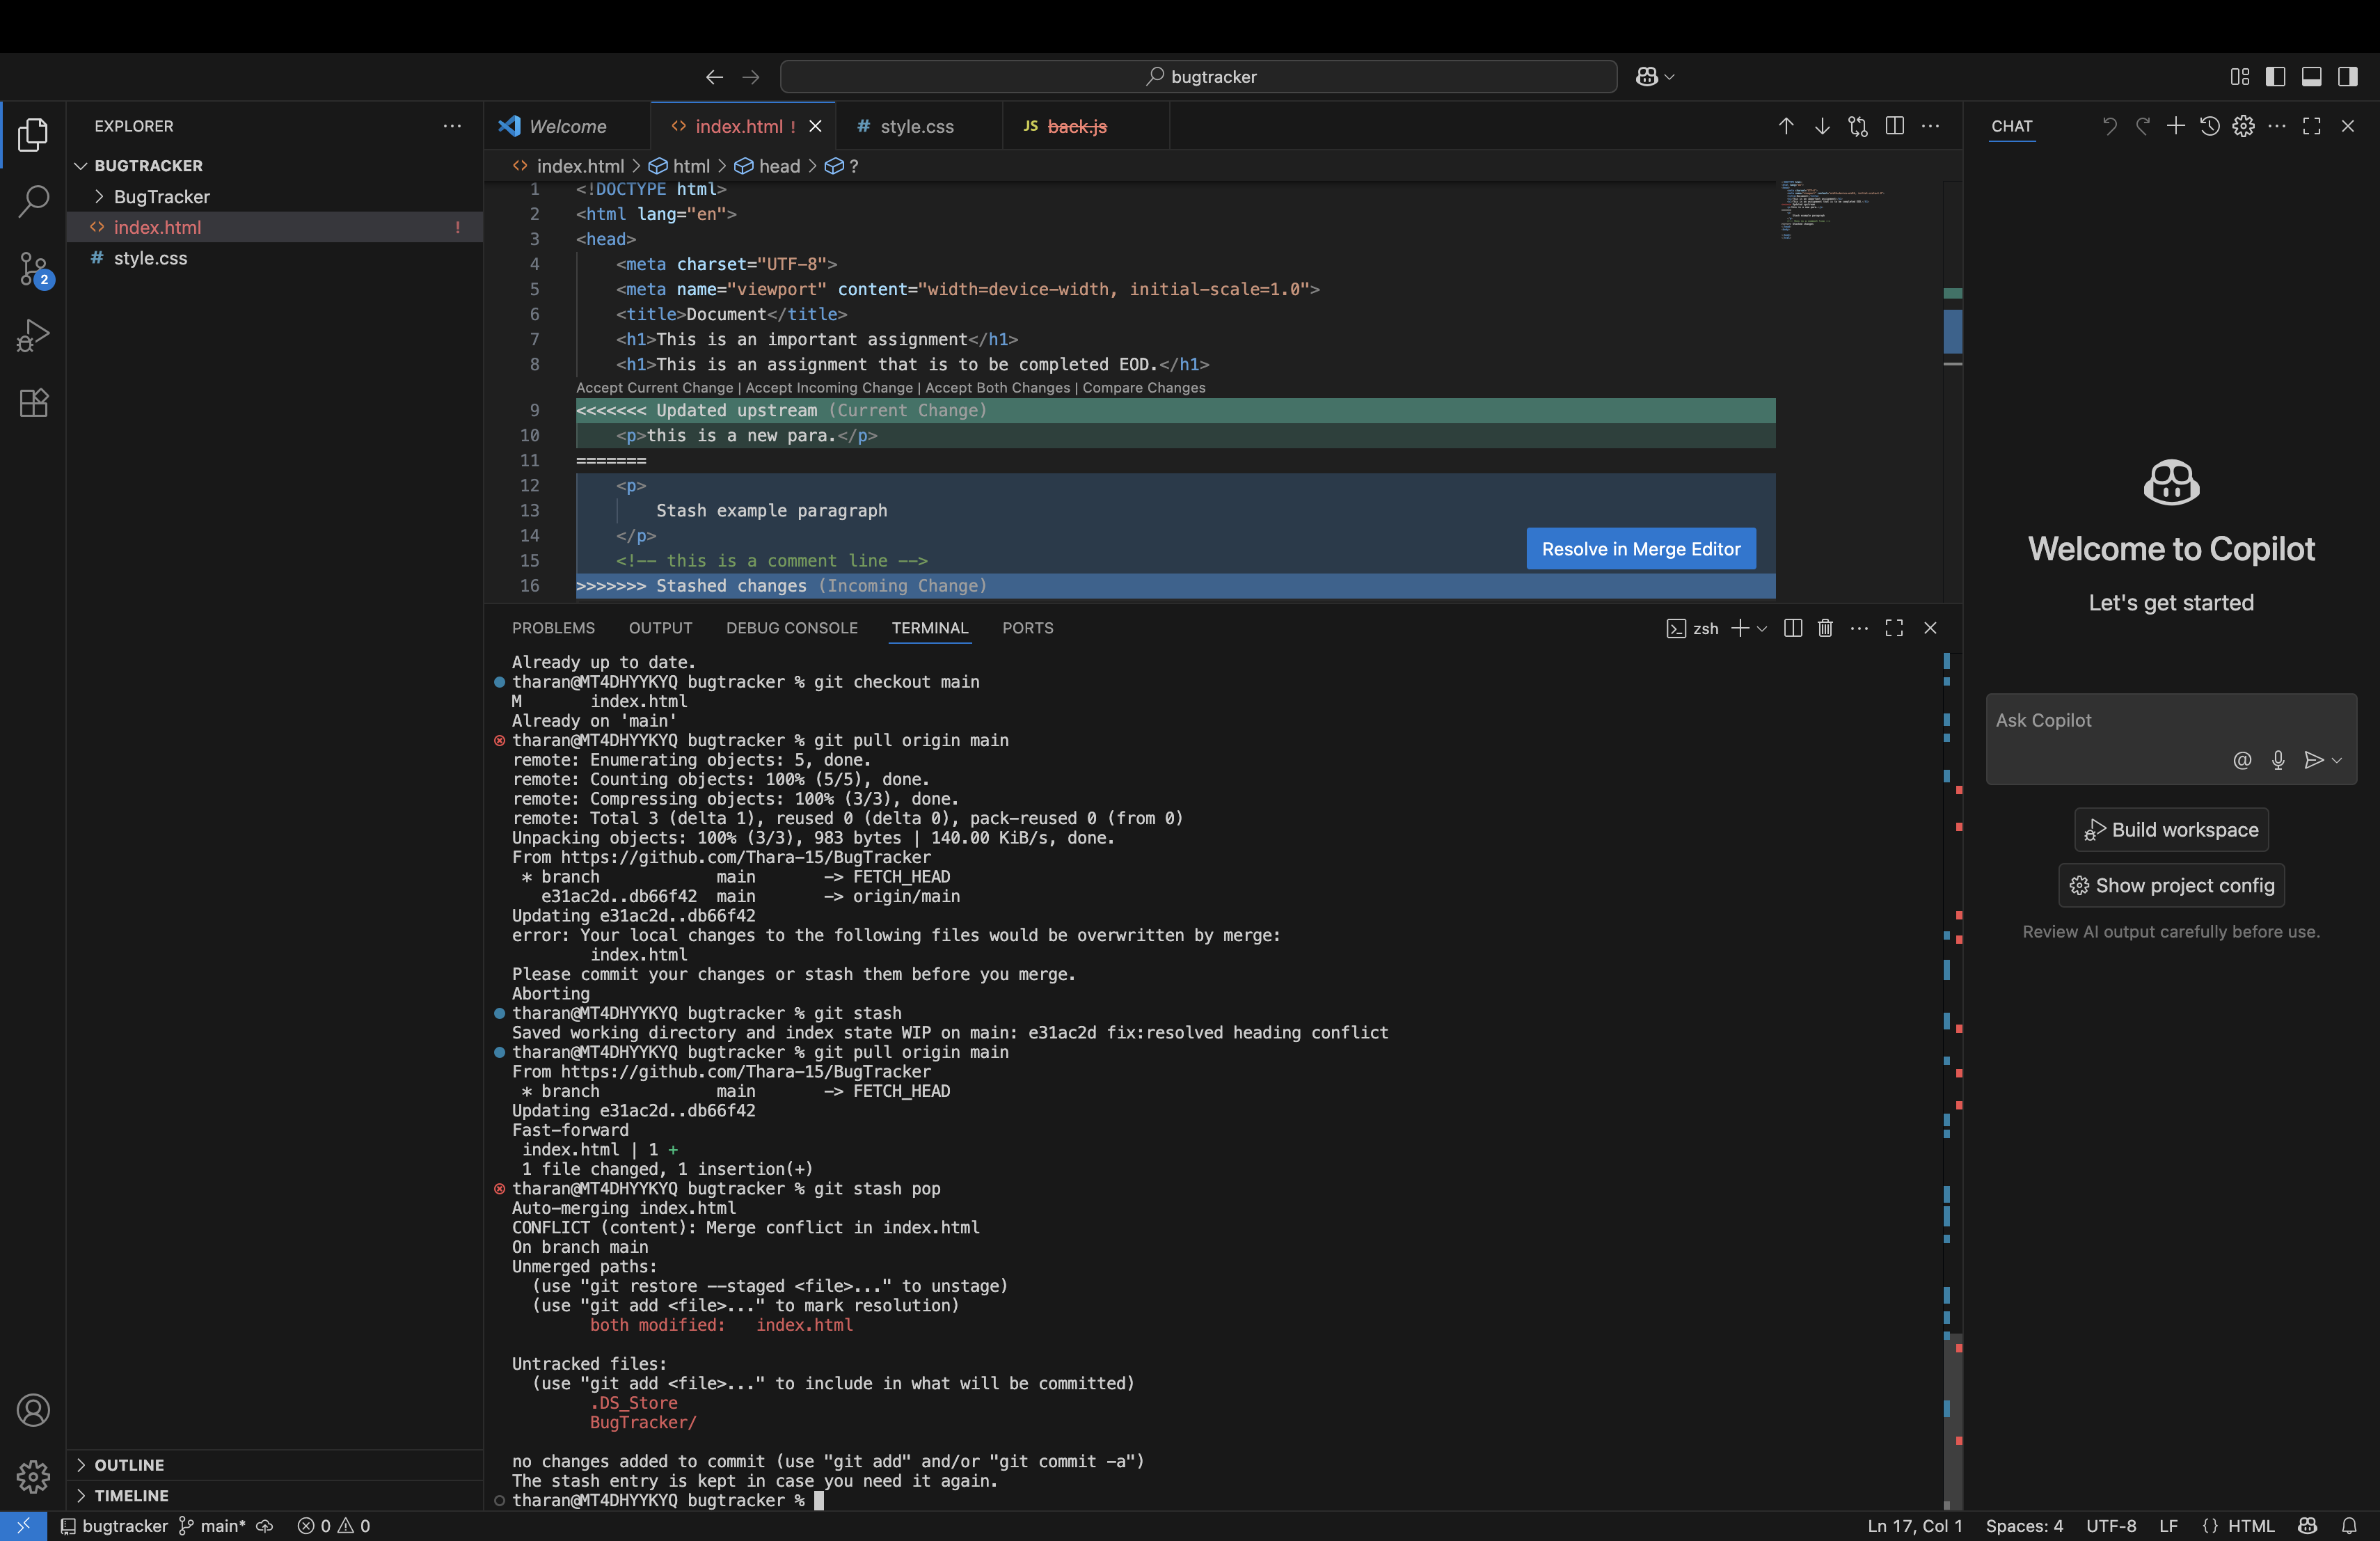 bugtracker
EXPLORER
BUGTRACKER
BugTracker
index.html !
# style.css
OUTLINE
TIMELINE
Welcome
<> index.html !
# style.css
JS back.js
<> index.html > html > head > ?
1 <!DOCTYPE html>
2 <html lang="en">
3 <head>
4 <meta charset="UTF-8">
5 <meta name="viewport" content="width=device-width, initial-scale=1.0">
6 <title>Document</title>
7 <h1>This is an important assignment</h1>
8 <h1>This is an assignment that is to be completed EOD.</h1>
Accept Current Change | Accept Incoming Change | Accept Both Changes | Compare Changes
9 <<<<<<< Updated upstream (Current Change)
10 <p>this is a new para.</p>
11 =======
12 <p>
13 Stash example paragraph
14 </p>
15 <!-- this is a comment line -->
16 >>>>>>> Stashed changes (Incoming Change)
Resolve in Merge Editor
PROBLEMS OUTPUT DEBUG CONSOLE TERMINAL PORTS
zsh
Already up to date.
tharan@MT4DHYYKYQ bugtracker % git checkout main
M index.html
Already on 'main'
tharan@MT4DHYYKYQ bugtracker % git pull origin main
remote: Enumerating objects: 5, done.
remote: Counting objects: 100% (5/5), done.
remote: Compressing objects: 100% (3/3), done.
remote: Total 3 (delta 1), reused 0 (delta 0), pack-reused 0 (from 0)
Unpacking objects: 100% (3/3), 983 bytes | 140.00 KiB/s, done.
From https://github.com/Thara-15/BugTracker
* branch main -> FETCH_HEAD
e31ac2d..db66f42 main -> origin/main
Updating e31ac2d..db66f42
error: Your local changes to the following files would be overwritten by merge:
index.html
Please commit your changes or stash them before you merge.
Aborting
tharan@MT4DHYYKYQ bugtracker % git stash
Saved working directory and index state WIP on main: e31ac2d fix:resolved heading conflict
tharan@MT4DHYYKYQ bugtracker % git pull origin main
From https://github.com/Thara-15/BugTracker
* branch main -> FETCH_HEAD
Updating e31ac2d..db66f42
Fast-forward
index.html | 1 +
1 file changed, 1 insertion(+)
tharan@MT4DHYYKYQ bugtracker % git stash pop
Auto-merging index.html
CONFLICT (content): Merge conflict in index.html
On branch main
Unmerged paths:
(use "git restore --staged <file>..." to unstage)
(use "git add <file>..." to mark resolution)
both modified: index.html
Untracked files:
(use "git add <file>..." to include in what will be committed)
.DS_Store
BugTracker/
no changes added to commit (use "git add" and/or "git commit -a")
The stash entry is kept in case you need it again.
tharan@MT4DHYYKYQ bugtracker %
CHAT
Welcome to Copilot
Let's get started
Ask Copilot
Build workspace
Show project config
Review AI output carefully before use.
2
bugtracker main* 0 0
Ln 17, Col 1 Spaces: 4 UTF-8 LF {} HTML